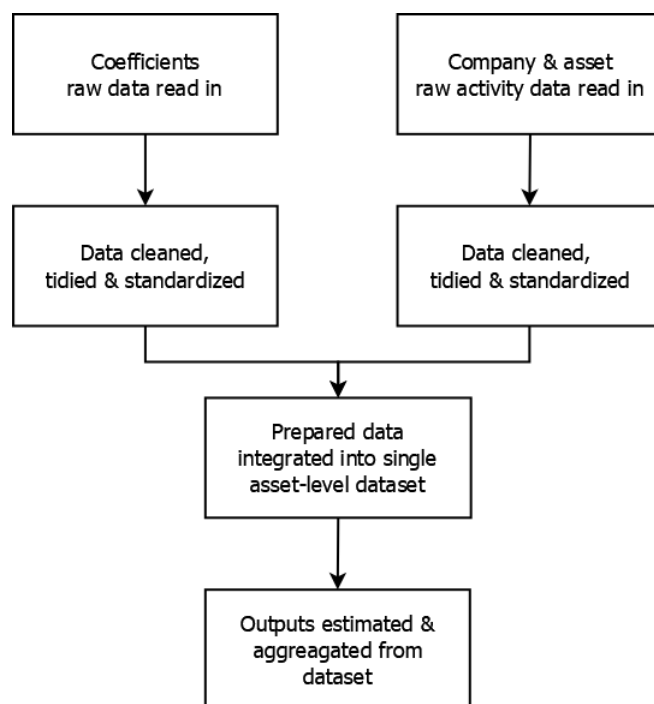 Coefficients
raw data read in
Company & asset
raw activity data read in
Data cleaned,
tidied & standardized
Data cleaned,
tidied & standardized
Prepared data
integrated into single
asset-level dataset
Outputs estimated &
aggreagated from
dataset